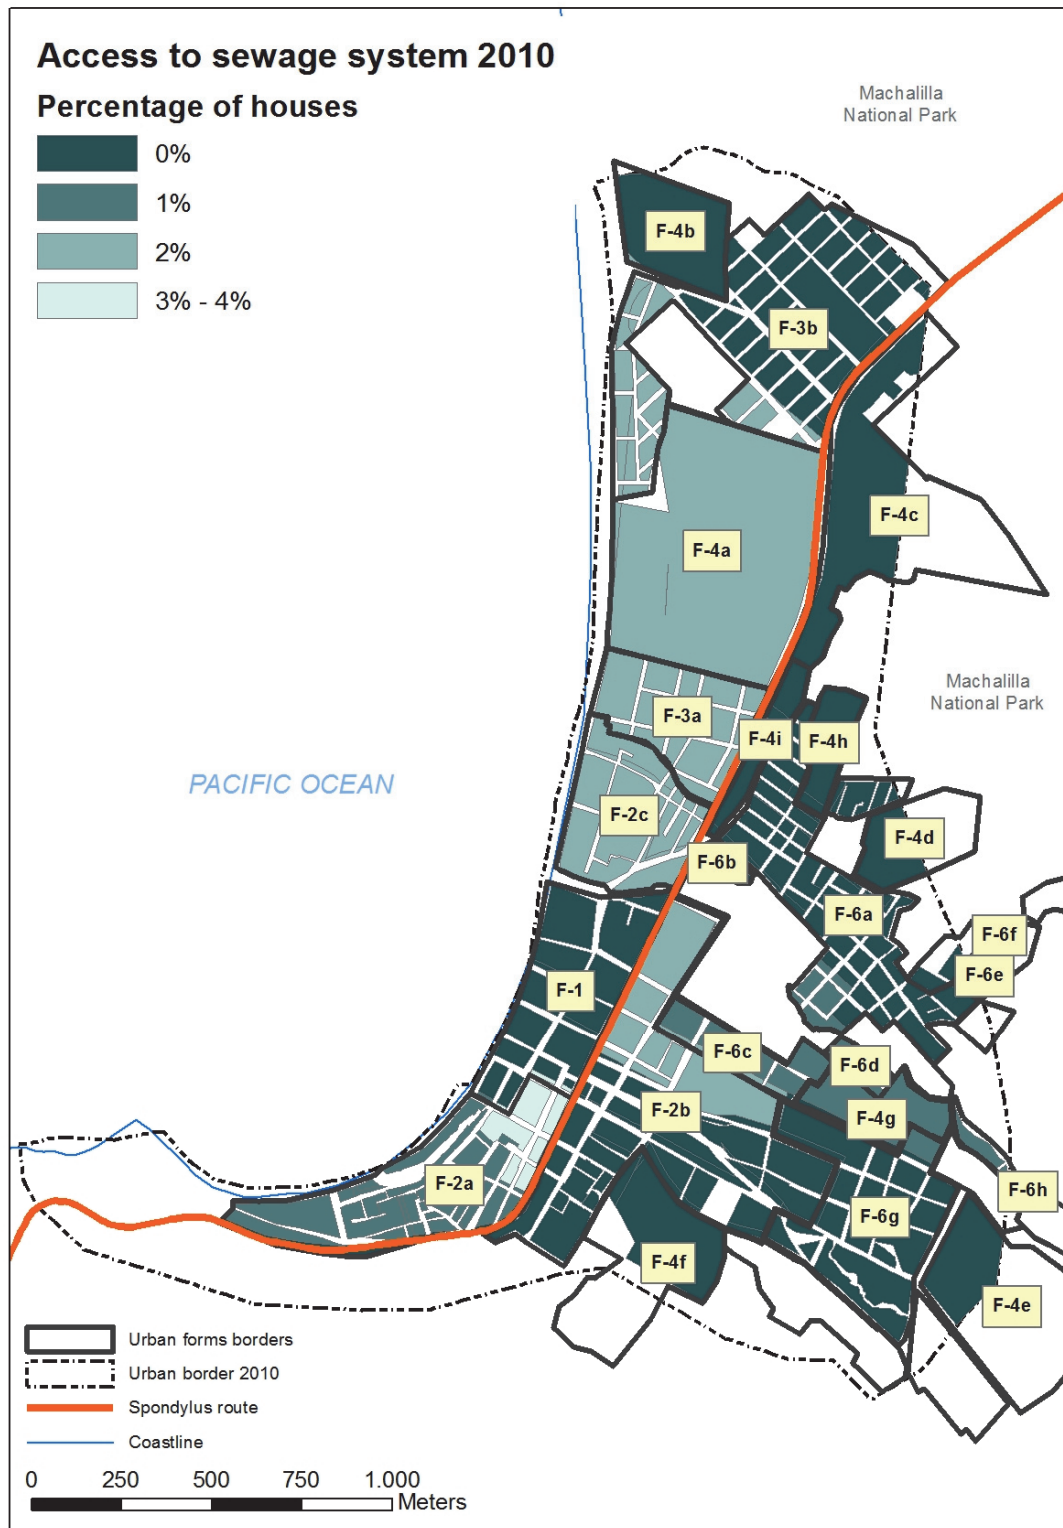 Access to sewage system 2010
Percentage of houses
0%
1%
2%
3% - 4%
Machalilla
National Park
F-4b
F-3b
F-4c
F-4a
Machalilla
National Park
F-3a
F-4i
F-4h
PACIFIC OCEAN
F-2c
F-4d
F-6b
F-6a
F-6f
F-6e
F-1
F-6c
F-6d
F-2b
F-4g
F-2a
F-6h
F-6g
F-4f
F-4e
Urban forms borders
Urban border 2010
Spondylus route
Coastline
0 250 500 750 1.000
Meters